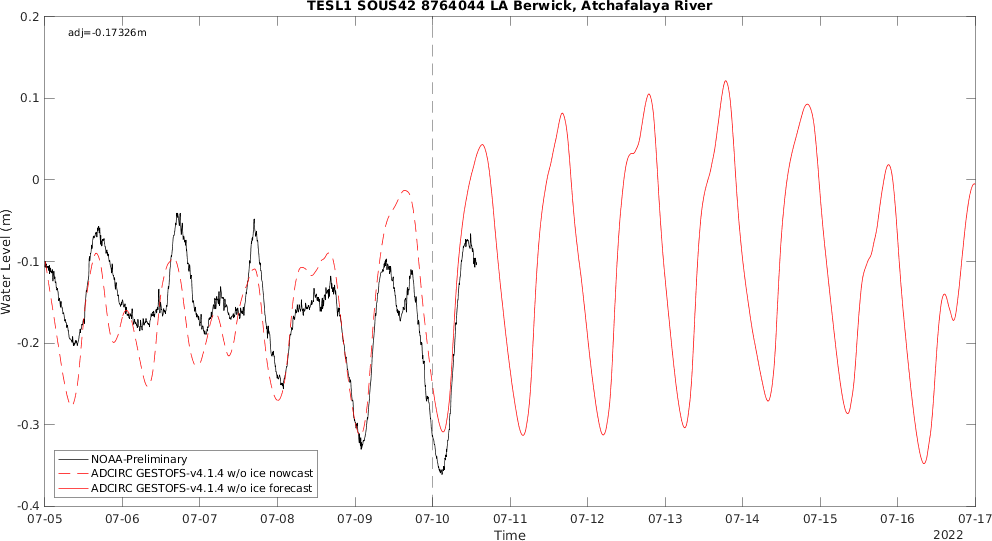 TESL1 SOUS42 8764044 LA Berwick, Atchafalaya River
adj=-0.17326m
0.2
0.1
0
-0.1
-0.2
-0.3
-0.4
Water Level (m)
NOAA-Preliminary
ADCIRC GESTOFS-v4.1.4 w/o ice nowcast
ADCIRC GESTOFS-v4.1.4 w/o ice forecast
07-05 07-06 07-07 07-08 07-09 07-10 07-11 07-12 07-13 07-14 07-15 07-16 07-17
Time
2022